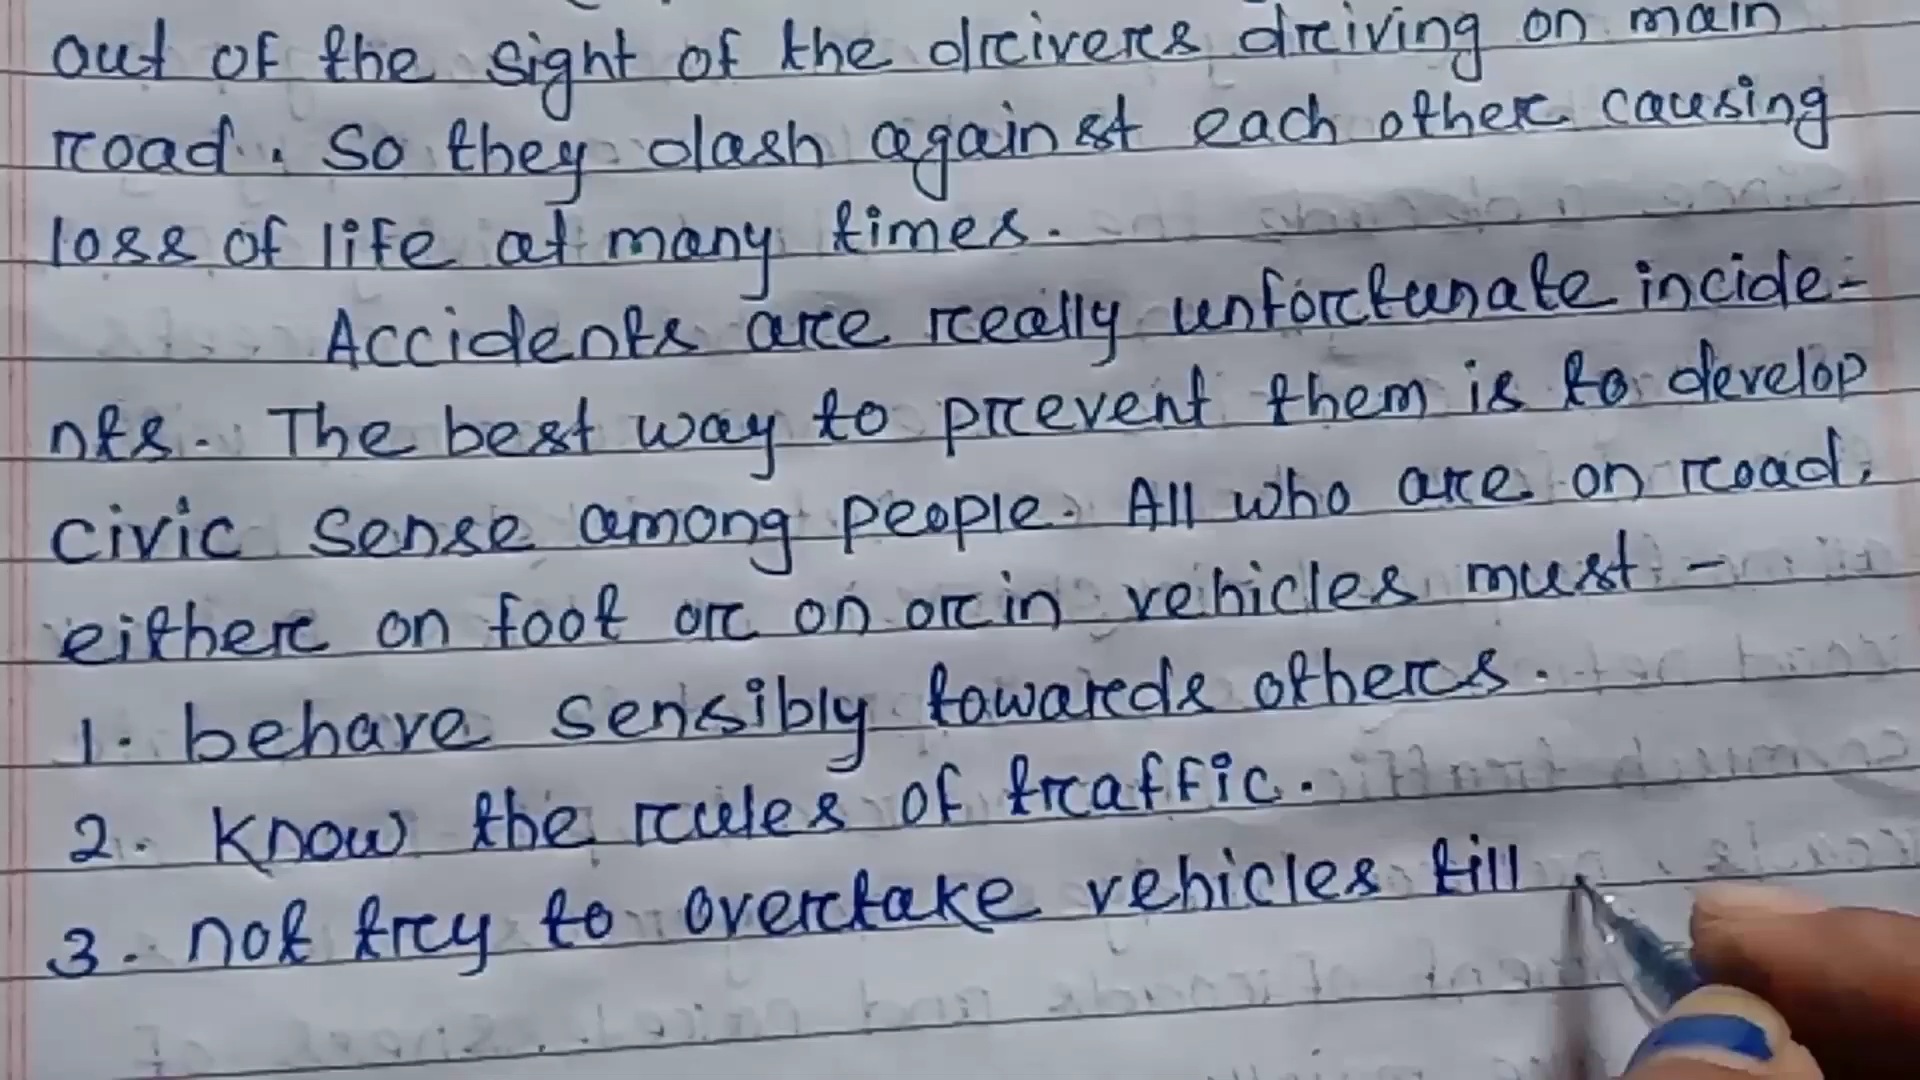 out of the sight of the drivers driving on main
road. So they dash against each other causing
loss of life at many times.
Accidents are really unfortunate incide-
nts. The best way to prevent them is to develop
civic sense among people. All who are on road,
either on foot or on or in vehicles must -
1. behave sensibly towards others.
2. know the rules of traffic.
3. not try to overtake vehicles till